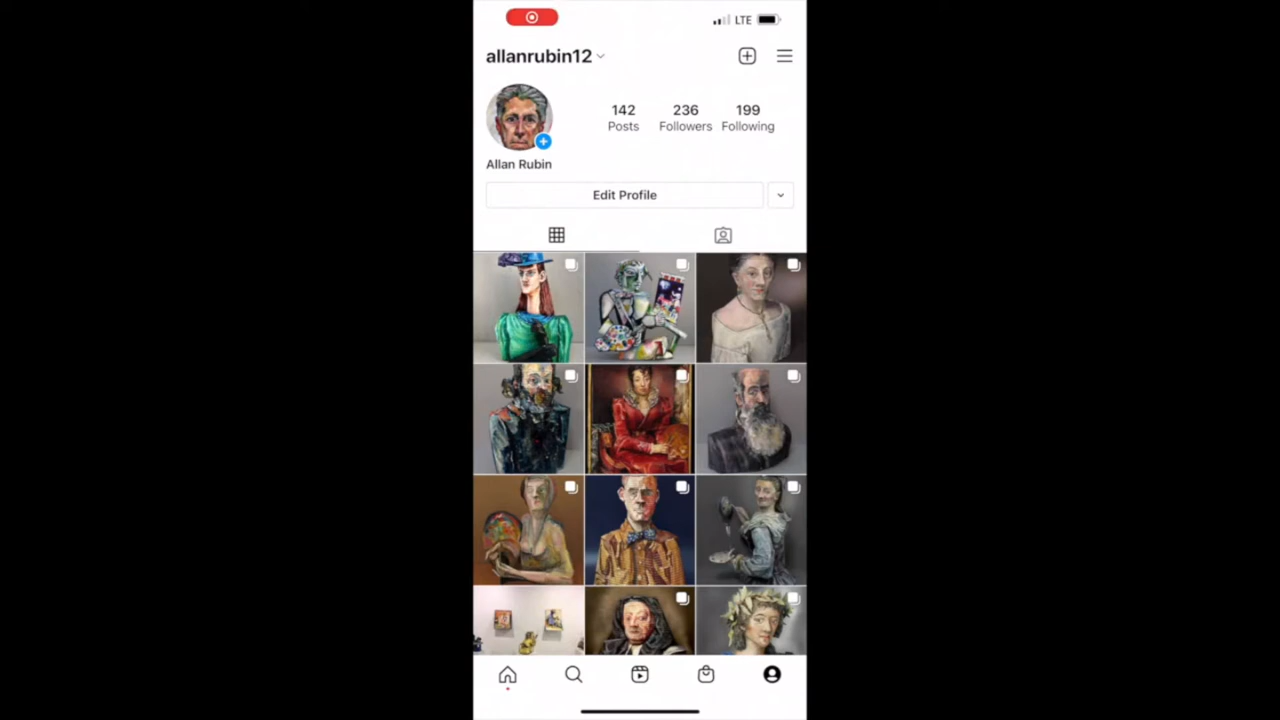 LTE
allanrubin12
142 236 199
Posts Followers Following
Allan Rubin
Edit Profile